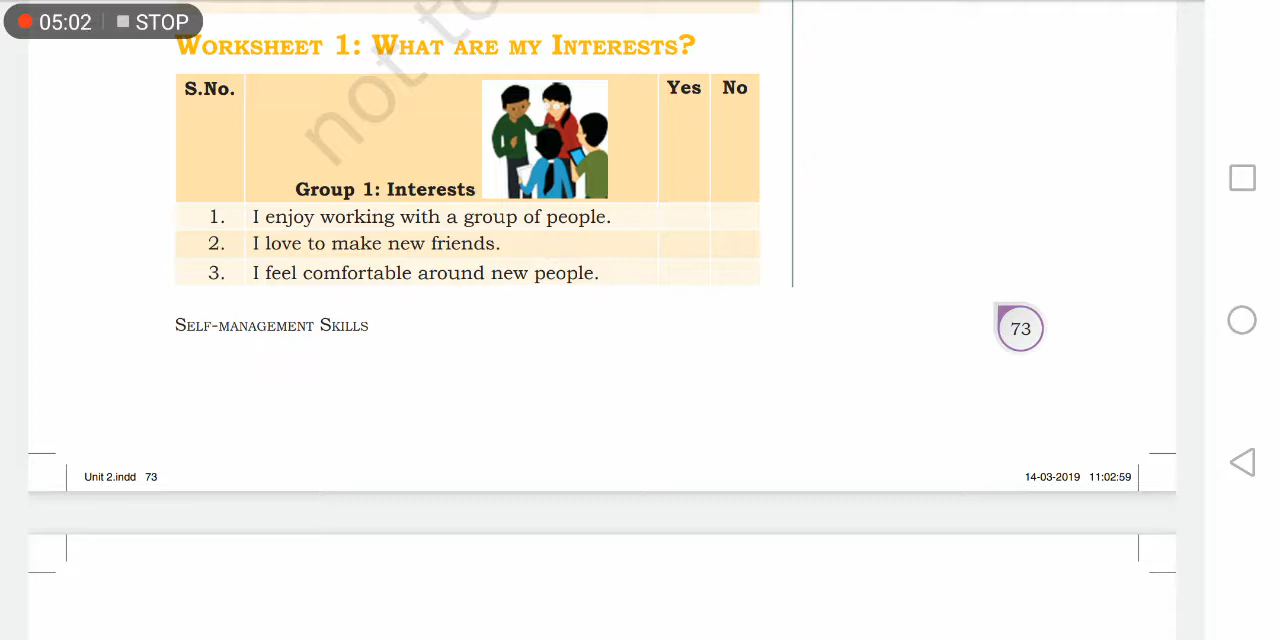 05:02 STOP
WORKSHEET 1: WHAT ARE MY INTERESTS?
S.No. Yes No
Group 1: Interests
1. I enjoy working with a group of people.
2. I love to make new friends.
3. I feel comfortable around new people.
SELF-MANAGEMENT SKILLS
73
Unit 2.indd 73 14-03-2019 11:02:59
not to